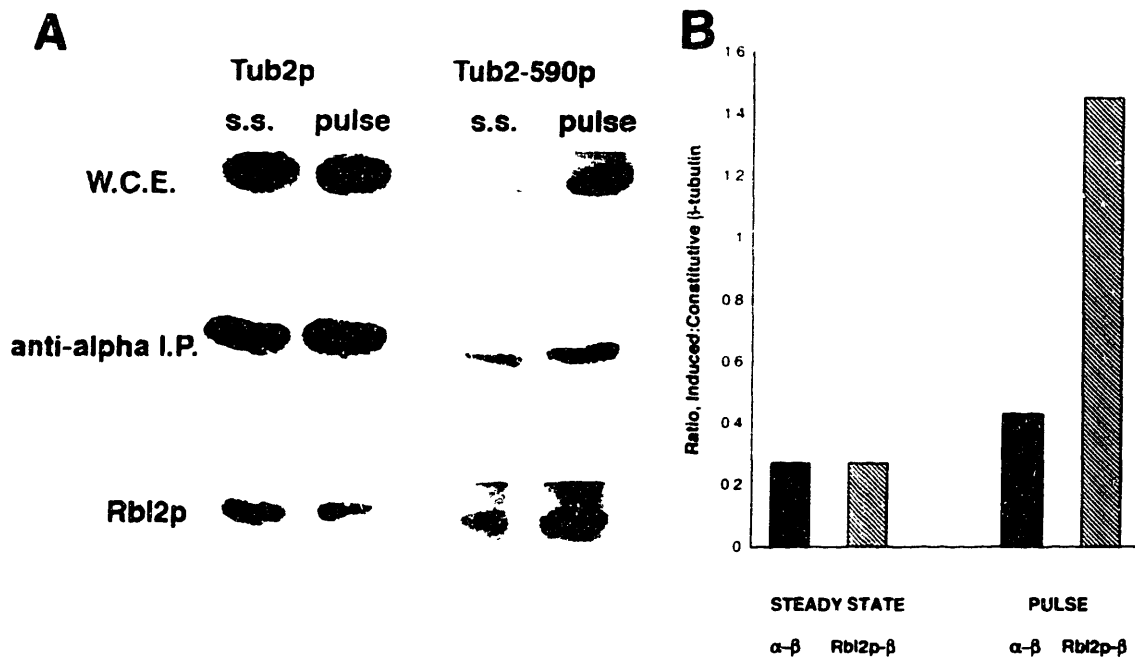 A
Tub2p Tub2-590p
s.s. pulse s.s. pulse
W.C.E.
anti-alpha I.P.
Rbl2p
B
Ratio, Induced:Constitutive β-tubulin
1 6
1 4
1 2
1
0 8
0 6
0 4
0 2
0
STEADY STATE PULSE
α-β Rbl2p-β α-β Rbl2p-β